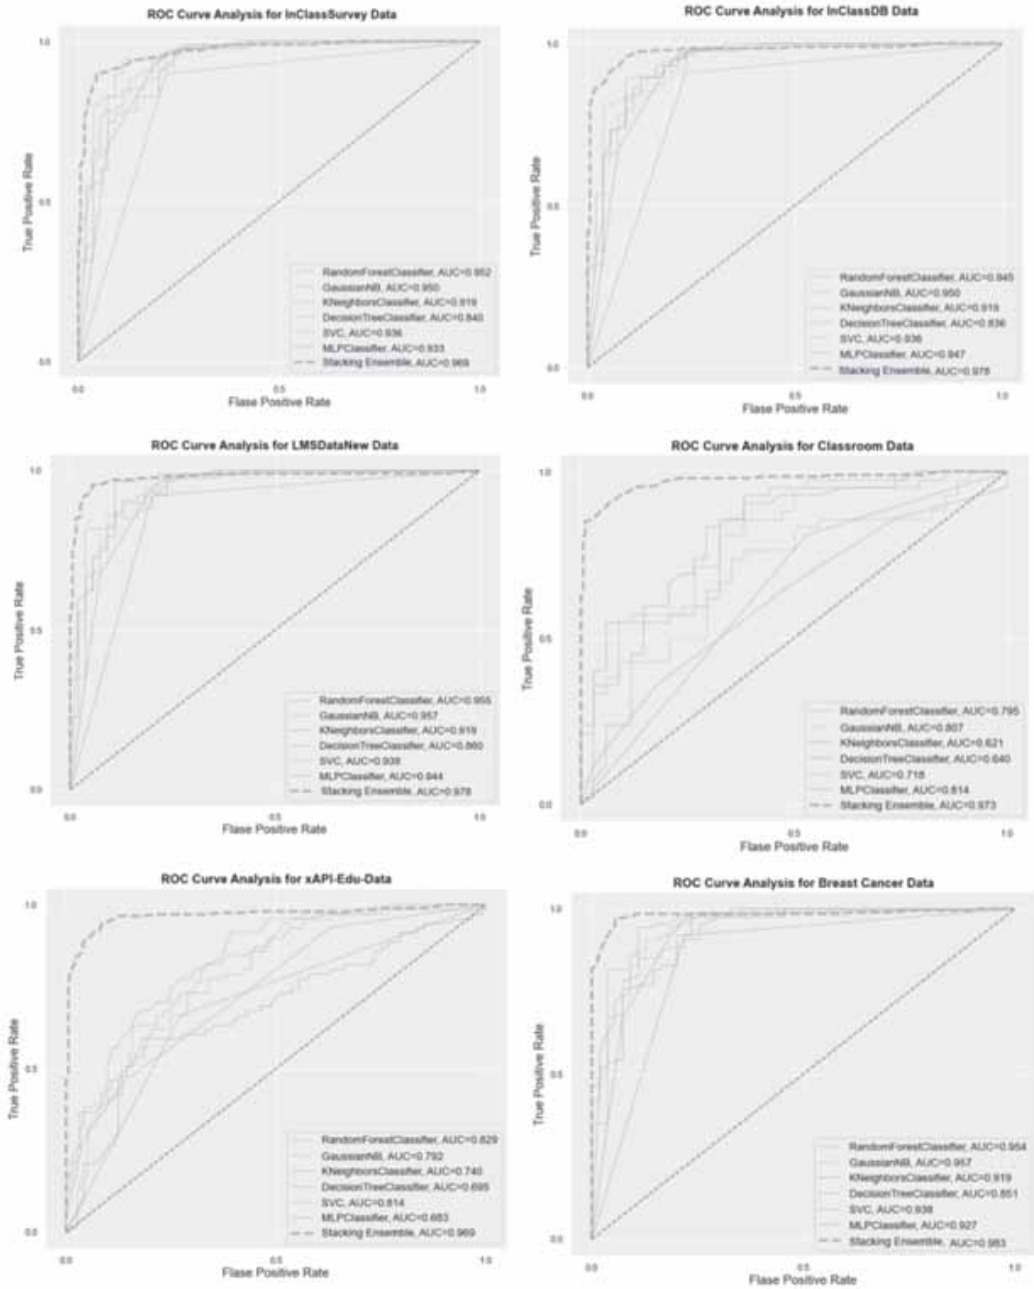 ROC Curve Analysis for InClassSurvey Data
True Positive Rate
1.0
0.5
0.0
RandomForestClassifier, AUC=0.952
GaussianNB, AUC=0.950
KNeighborsClassifier, AUC=0.919
DecisionTreeClassifier, AUC=0.840
SVC, AUC=0.936
MLPClassifier, AUC=0.933
Stacking Ensemble, AUC=0.969
0.0 0.5 1.0
Flase Positive Rate
ROC Curve Analysis for InClassDB Data
True Positive Rate
1.0
0.5
0.0
RandomForestClassifier, AUC=0.945
GaussianNB, AUC=0.950
KNeighborsClassifier, AUC=0.919
DecisionTreeClassifier, AUC=0.836
SVC, AUC=0.936
MLPClassifier, AUC=0.947
Stacking Ensemble, AUC=0.978
0.0 0.5 1.0
Flase Positive Rate
ROC Curve Analysis for LMSDataNew Data
True Positive Rate
1.0
0.5
0.0
RandomForestClassifier, AUC=0.955
GaussianNB, AUC=0.957
KNeighborsClassifier, AUC=0.919
DecisionTreeClassifier, AUC=0.860
SVC, AUC=0.938
MLPClassifier, AUC=0.944
Stacking Ensemble, AUC=0.978
0.0 0.5 1.0
Flase Positive Rate
ROC Curve Analysis for Classroom Data
True Positive Rate
1.0
0.5
0.0
RandomForestClassifier, AUC=0.795
GaussianNB, AUC=0.807
KNeighborsClassifier, AUC=0.621
DecisionTreeClassifier, AUC=0.640
SVC, AUC=0.718
MLPClassifier, AUC=0.814
Stacking Ensemble, AUC=0.973
0.0 0.5 1.0
Flase Positive Rate
ROC Curve Analysis for xAPI-Edu-Data
True Positive Rate
1.0
0.5
0.0
RandomForestClassifier, AUC=0.829
GaussianNB, AUC=0.792
KNeighborsClassifier, AUC=0.740
DecisionTreeClassifier, AUC=0.695
SVC, AUC=0.814
MLPClassifier, AUC=0.683
Stacking Ensemble, AUC=0.969
0.0 0.5 1.0
Flase Positive Rate
ROC Curve Analysis for Breast Cancer Data
True Positive Rate
1.0
0.5
0.0
RandomForestClassifier, AUC=0.954
GaussianNB, AUC=0.957
KNeighborsClassifier, AUC=0.919
DecisionTreeClassifier, AUC=0.851
SVC, AUC=0.938
MLPClassifier, AUC=0.927
Stacking Ensemble, AUC=0.983
0.0 0.5 1.0
Flase Positive Rate